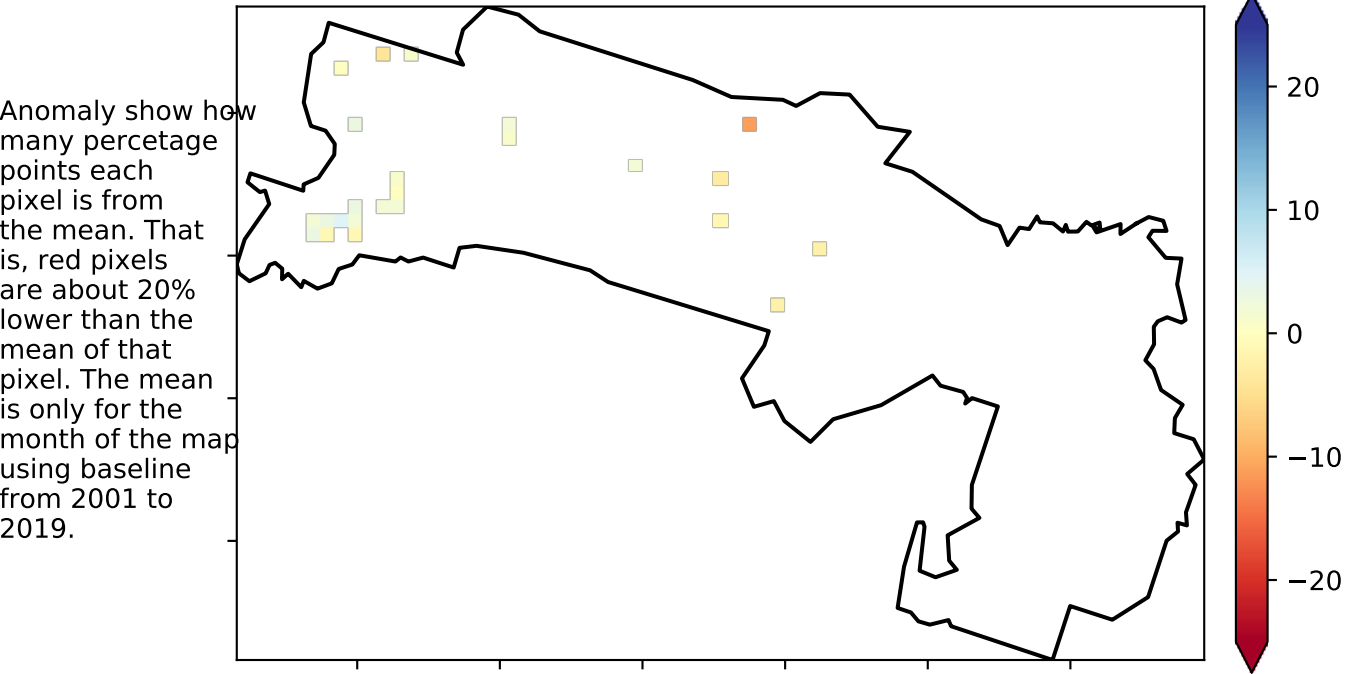 Anomaly show how
many percetage
points each
pixel is from
the mean. That
is, red pixels
are about 20%
lower than the
mean of that
pixel. The mean
is only for the
month of the map
using baseline
from 2001 to
2019.
20
10
0
−10
−20